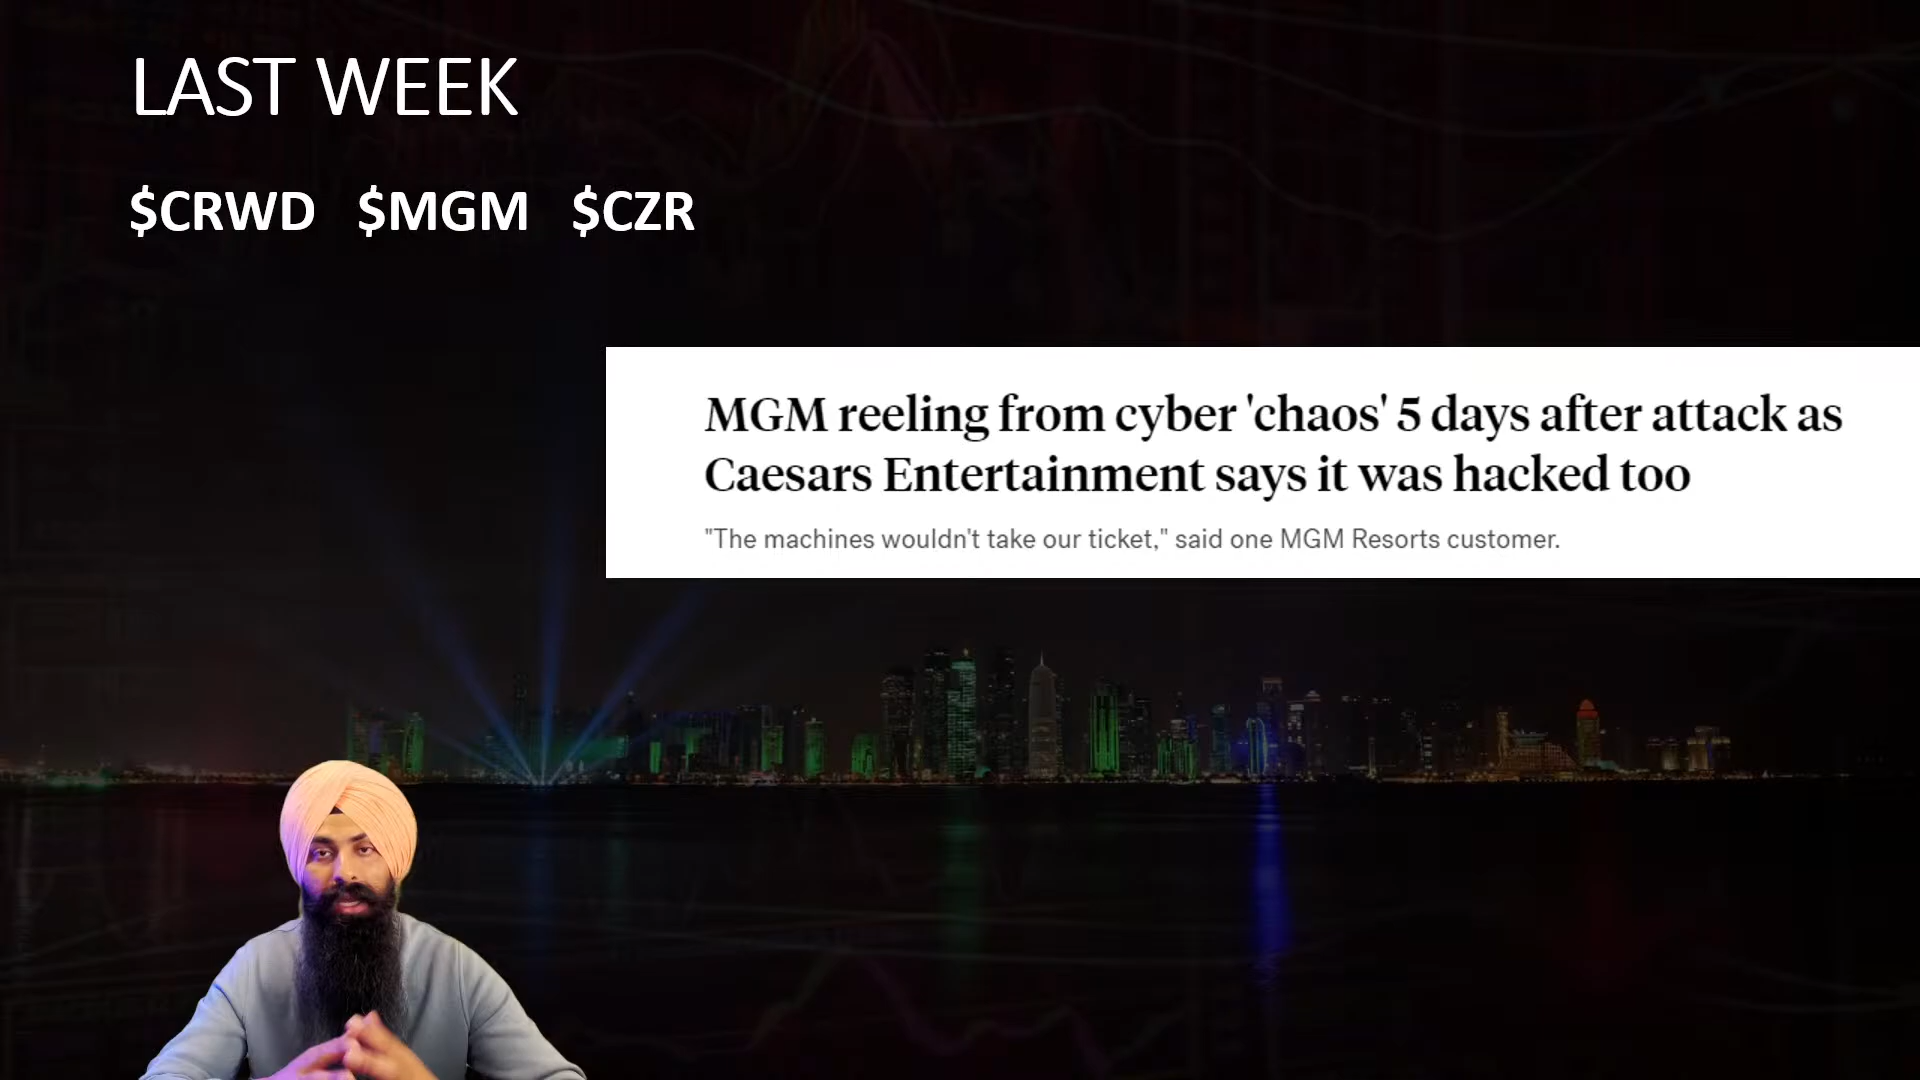 LAST WEEK
$CRWD $MGM $CZR
MGM reeling from cyber 'chaos' 5 days after attack as
Caesars Entertainment says it was hacked too
"The machines wouldn't take our ticket," said one MGM Resorts customer.